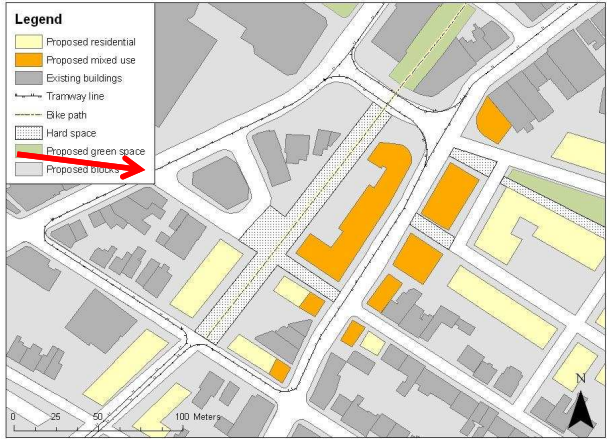 Legend
Proposed residential
Proposed mixed use
Existing buildings
Tramway line
Bike path
Hard space
Proposed green space
Proposed blocks
N
0 25 50 100 Meters